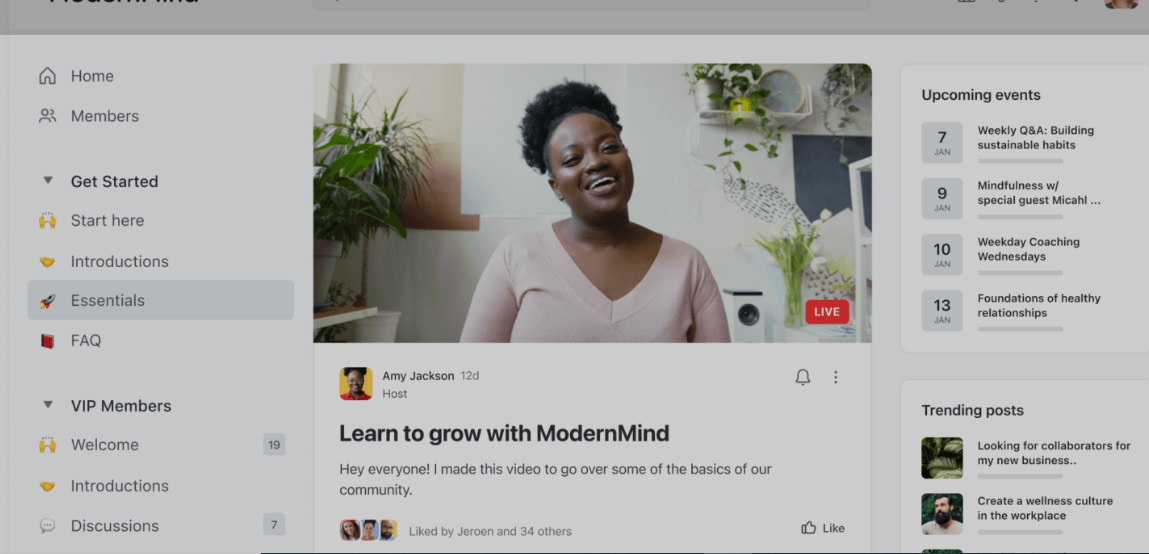 ModernMind
Home
Members
Get Started
Start here
Introductions
Essentials
FAQ
VIP Members
Welcome
19
Introductions
Discussions
7
LIVE
Amy Jackson 12d
Host
Learn to grow with ModernMind
Hey everyone! I made this video to go over some of the basics of our
community.
Liked by Jeroen and 34 others
Like
Upcoming events
7
JAN
Weekly Q&A: Building
sustainable habits
9
JAN
Mindfulness w/
special guest Micahl ...
10
JAN
Weekday Coaching
Wednesdays
13
JAN
Foundations of healthy
relationships
Trending posts
Looking for collaborators for
my new business..
Create a wellness culture
in the workplace